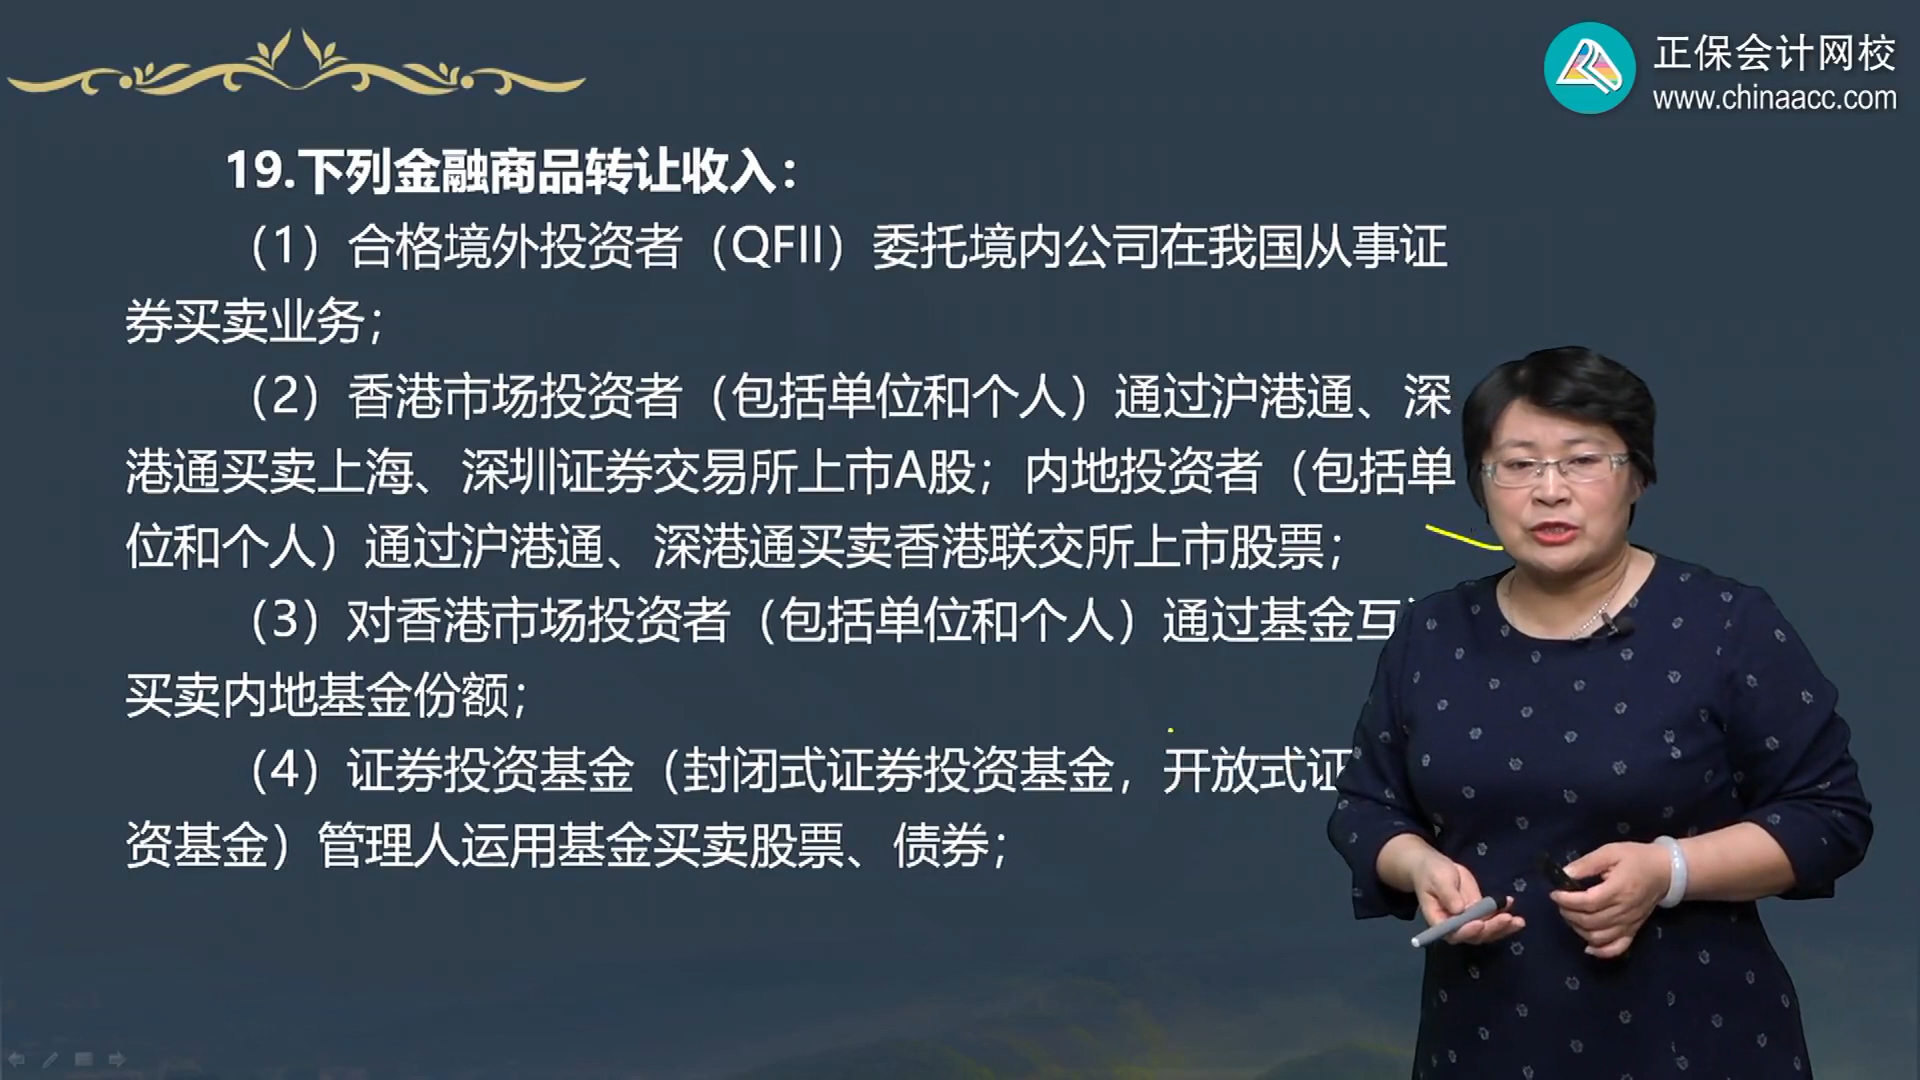 正保会计网校
www.chinaacc.com
19.下列金融商品转让收入：
（1）合格境外投资者（QFII）委托境内公司在我国从事证
券买卖业务；
（2）香港市场投资者（包括单位和个人）通过沪港通、深
港通买卖上海、深圳证券交易所上市A股；内地投资者（包括单
位和个人）通过沪港通、深港通买卖香港联交所上市股票；
（3）对香港市场投资者（包括单位和个人）通过基金互
买卖内地基金份额；
（4）证券投资基金（封闭式证券投资基金，开放式证
资基金）管理人运用基金买卖股票、债券；